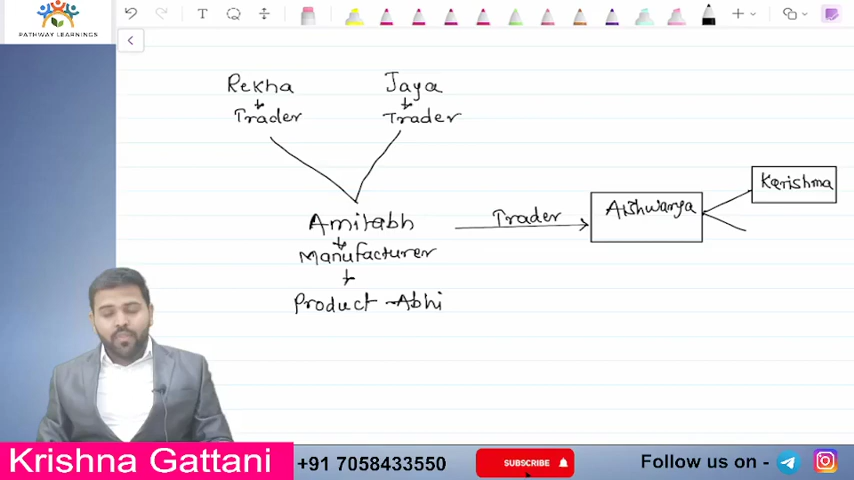 PATHWAY LEARNINGS
T
Rekha
Trader
Jaya
Trader
Amitabh
Manufacturer
Product - Abhi
Trader
Aishwarya
Karishma
Krishna Gattani
+91 7058433550
SUBSCRIBE
Follow us on -